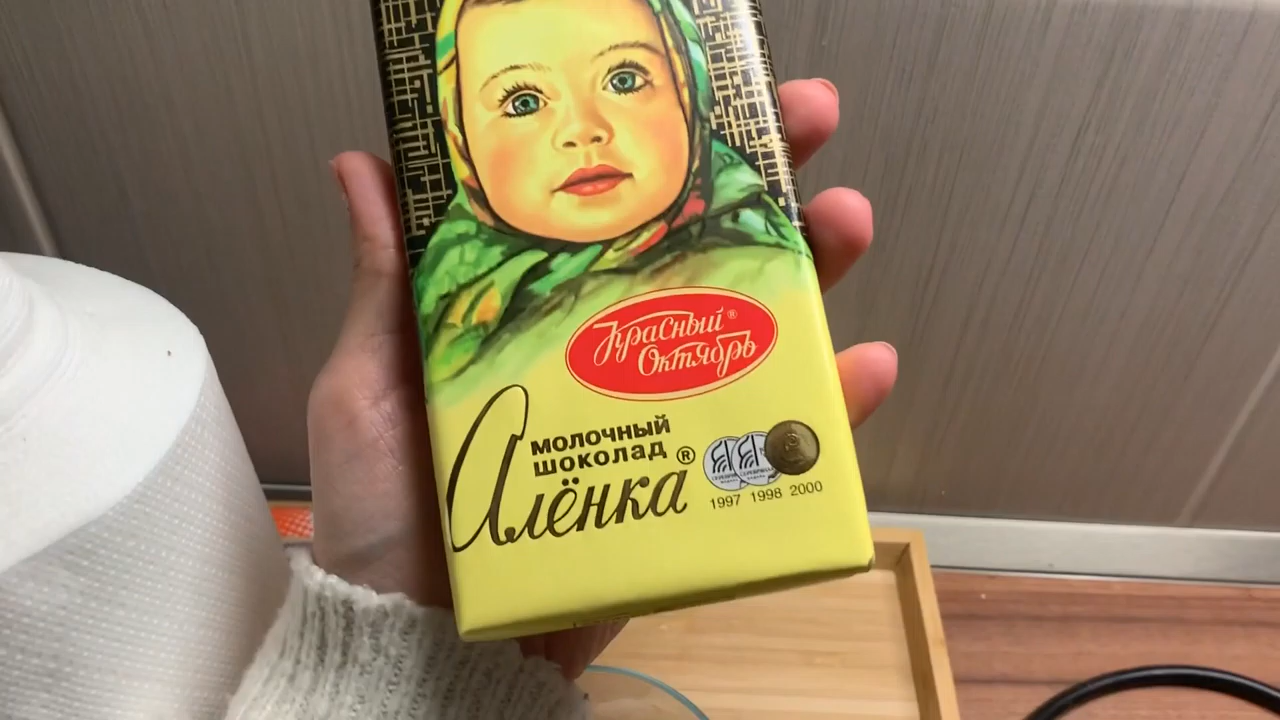 Красный®
Октябрь
молочный
шоколад®
Алёнка
1997 1998 2000